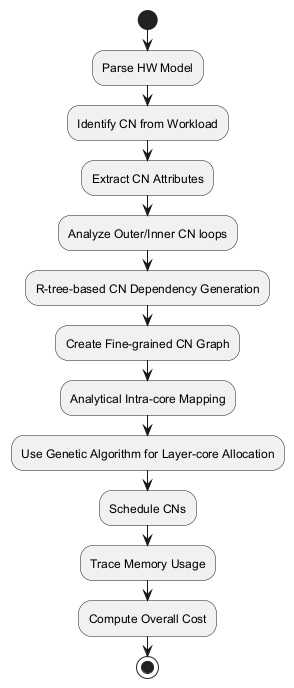 Parse HW Model
Identify CN from Workload
Extract CN Attributes
Analyze Outer/Inner CN loops
R-tree-based CN Dependency Generation
Create Fine-grained CN Graph
Analytical Intra-core Mapping
Use Genetic Algorithm for Layer-core Allocation
Schedule CNs
Trace Memory Usage
Compute Overall Cost